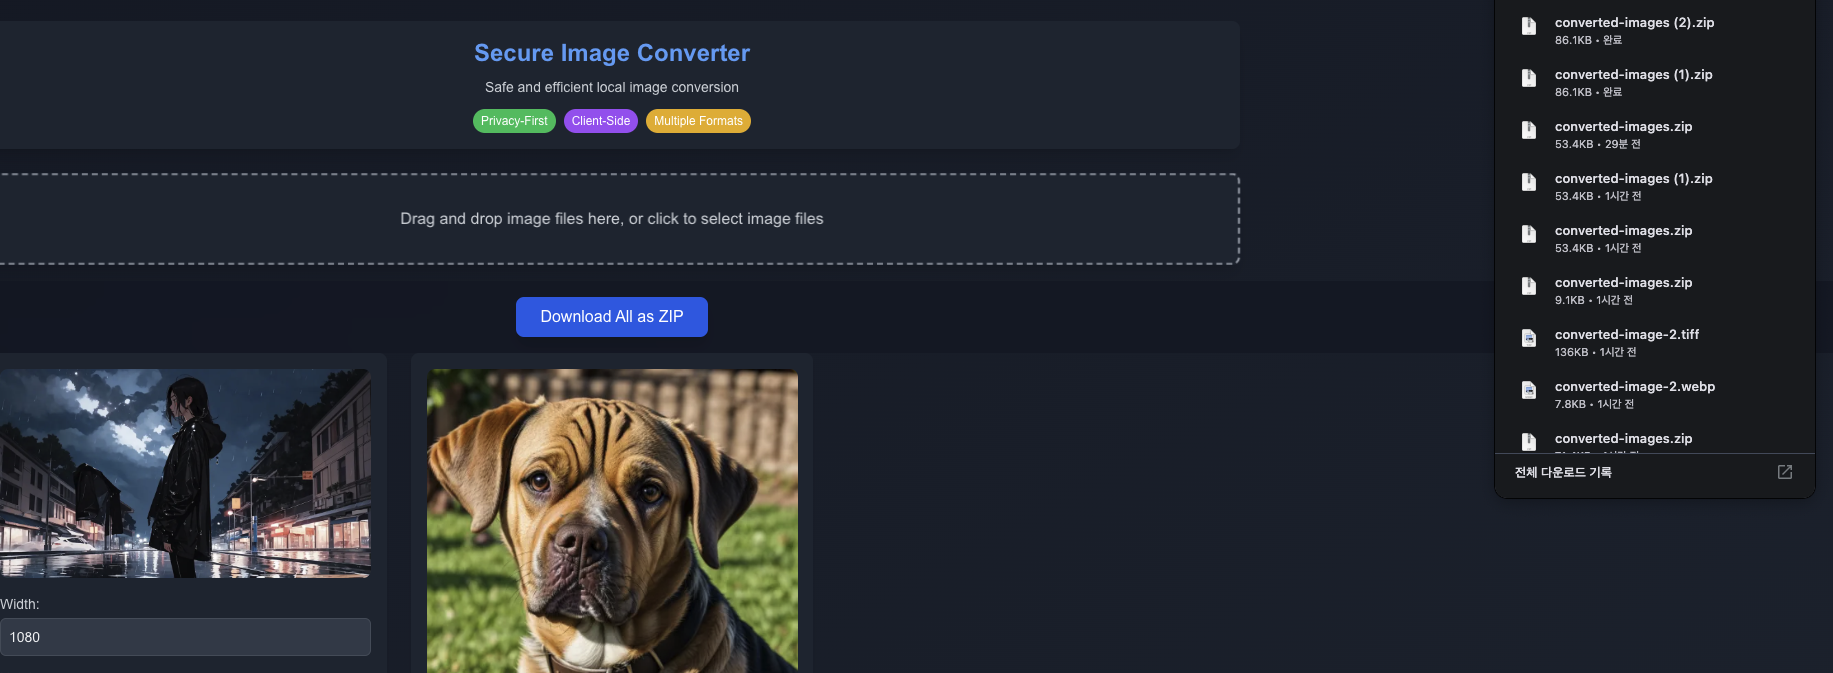 Secure Image Converter
Safe and efficient local image conversion
Privacy-First
Client-Side
Multiple Formats
Drag and drop image files here, or click to select image files
Download All as ZIP
Width:
1080
converted-images (2).zip
86.1KB • 완료
converted-images (1).zip
86.1KB • 완료
converted-images.zip
53.4KB • 29분 전
converted-images (1).zip
53.4KB • 1시간 전
converted-images.zip
53.4KB • 1시간 전
converted-images.zip
9.1KB • 1시간 전
converted-image-2.tiff
136KB • 1시간 전
converted-image-2.webp
7.8KB • 1시간 전
converted-images.zip
전체 다운로드 기록